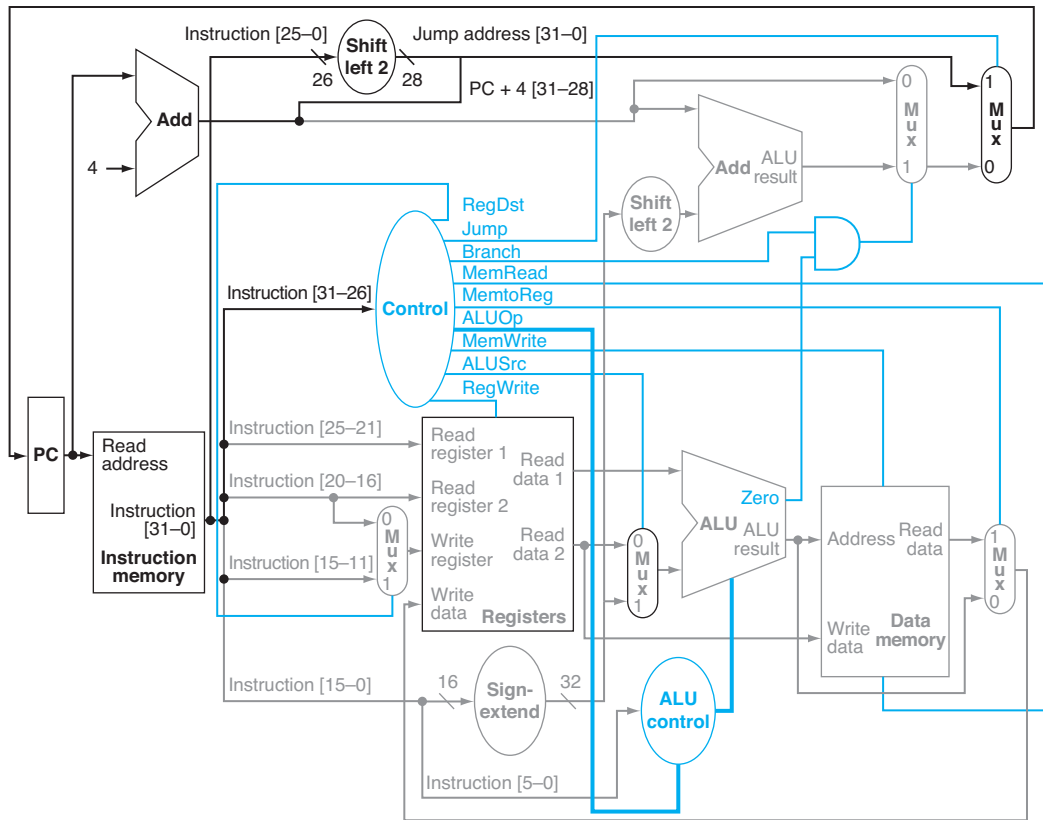 Instruction [25–0]
Shift
left 2
Jump address [31–0]
26
28
PC + 4 [31–28]
Add
4
0
M
u
x
1
1
M
u
x
0
Add
ALU
result
Shift
left 2
RegDst
Jump
Branch
MemRead
MemtoReg
ALUOp
MemWrite
ALUSrc
RegWrite
Instruction [31–26]
Control
PC
Read
address
Instruction
[31–0]
Instruction
memory
Instruction [25–21]
Instruction [20–16]
Instruction [15–11]
0
M
u
x
1
Read
register 1
Read
register 2
Write
register
Write
data
Read
data 1
Read
data 2
Registers
0
M
u
x
1
Zero
ALU
ALU
result
Address
Read
data
Write
data
Data
memory
1
M
u
x
0
Instruction [15–0]
16
Sign-
extend
32
ALU
control
Instruction [5–0]